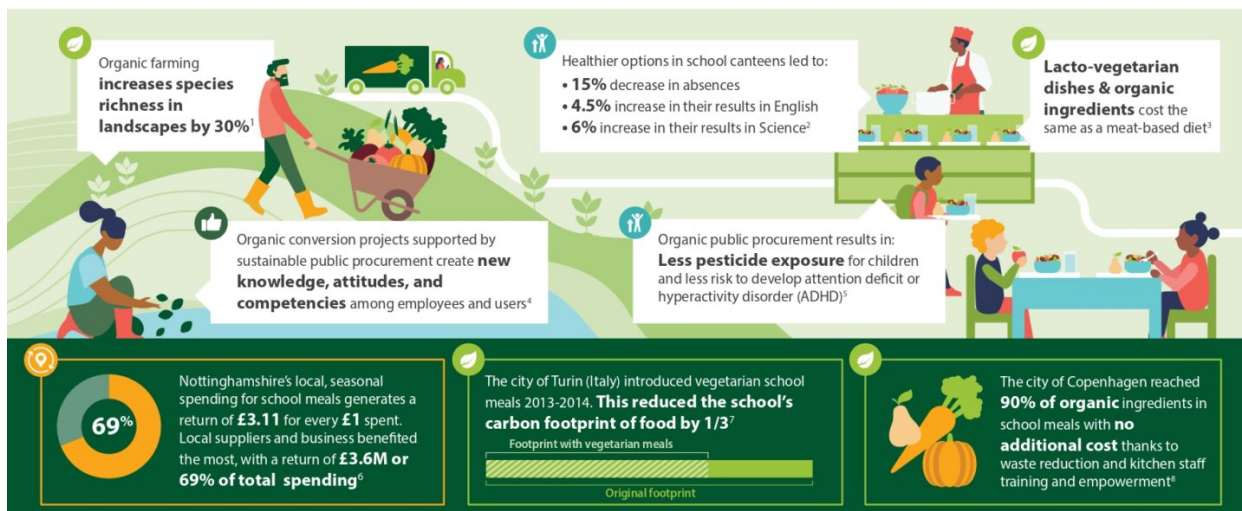 Organic farming
increases species
richness in
landscapes by 30%¹
Healthier options in school canteens led to:
• 15% decrease in absences
• 4.5% increase in their results in English
• 6% increase in their results in Science²
Lacto-vegetarian
dishes & organic
ingredients cost the
same as a meat-based diet³
Organic conversion projects supported by
sustainable public procurement create new
knowledge, attitudes, and
competencies among employees and users⁴
Organic public procurement results in:
Less pesticide exposure for children
and less risk to develop attention deficit or
hyperactivity disorder (ADHD)⁵
69%
Nottinghamshire's local, seasonal
spending for school meals generates a
return of £3.11 for every £1 spent.
Local suppliers and business benefited
the most, with a return of £3.6M or
69% of total spending⁶
The city of Turin (Italy) introduced vegetarian school
meals 2013-2014. This reduced the school's
carbon footprint of food by 1/3⁷
Footprint with vegetarian meals
Original footprint
The city of Copenhagen reached
90% of organic ingredients in
school meals with no
additional cost thanks to
waste reduction and kitchen staff
training and empowerment⁸